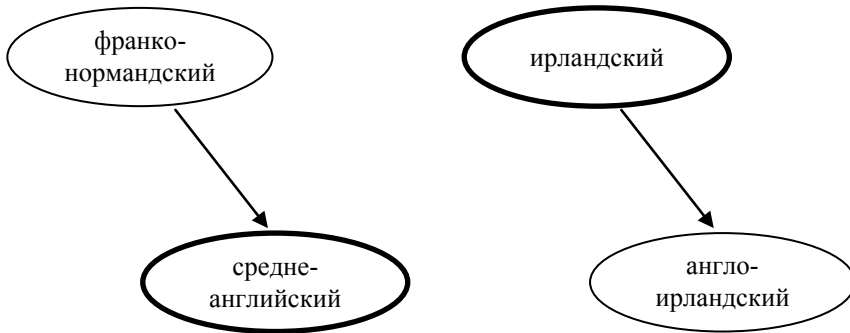 франко-
нормандский
ирландский
средне-
английский
англо-
ирландский